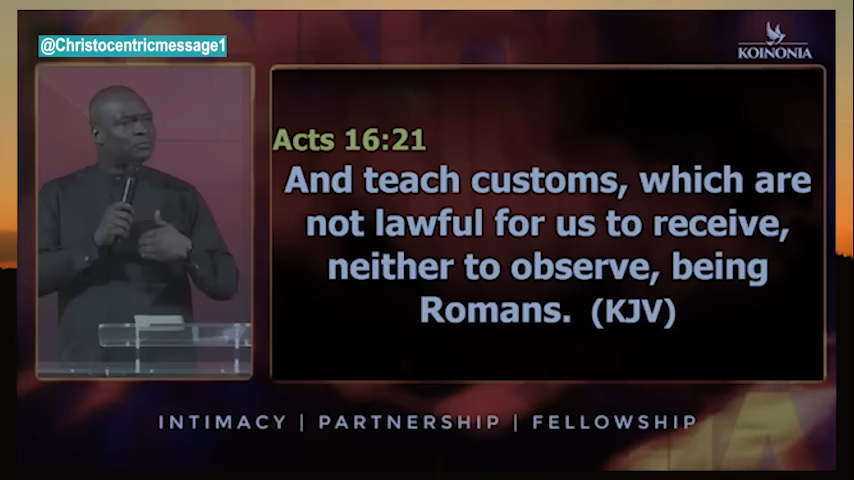 @Christocentricmessage1
KOINONIA
Acts 16:21
And teach customs, which are
not lawful for us to receive,
neither to observe, being
Romans. (KJV)
INTIMACY | PARTNERSHIP | FELLOWSHIP